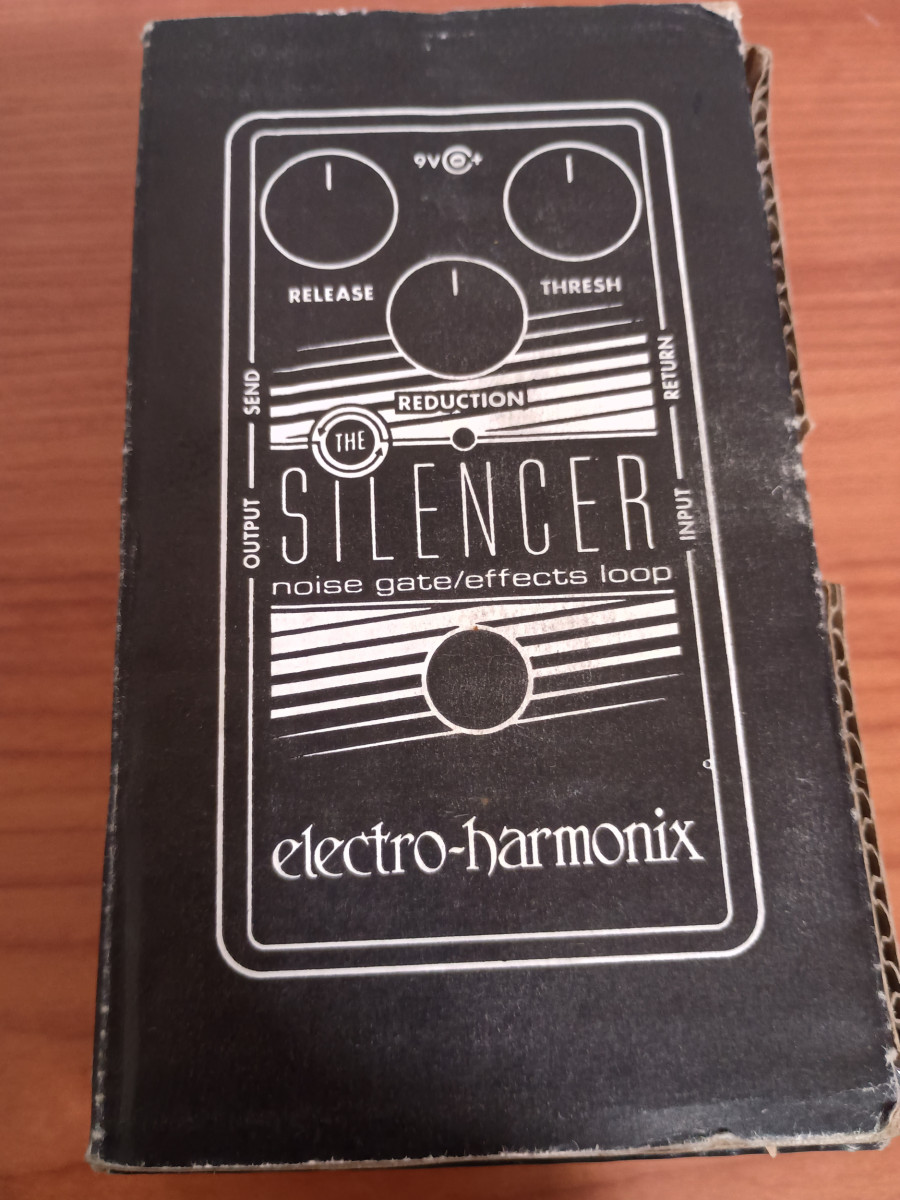 9V +
RELEASE
THRESH
REDUCTION
SEND
RETURN
THE
SILENCER
OUTPUT
INPUT
noise gate/effects loop
electro-harmonix